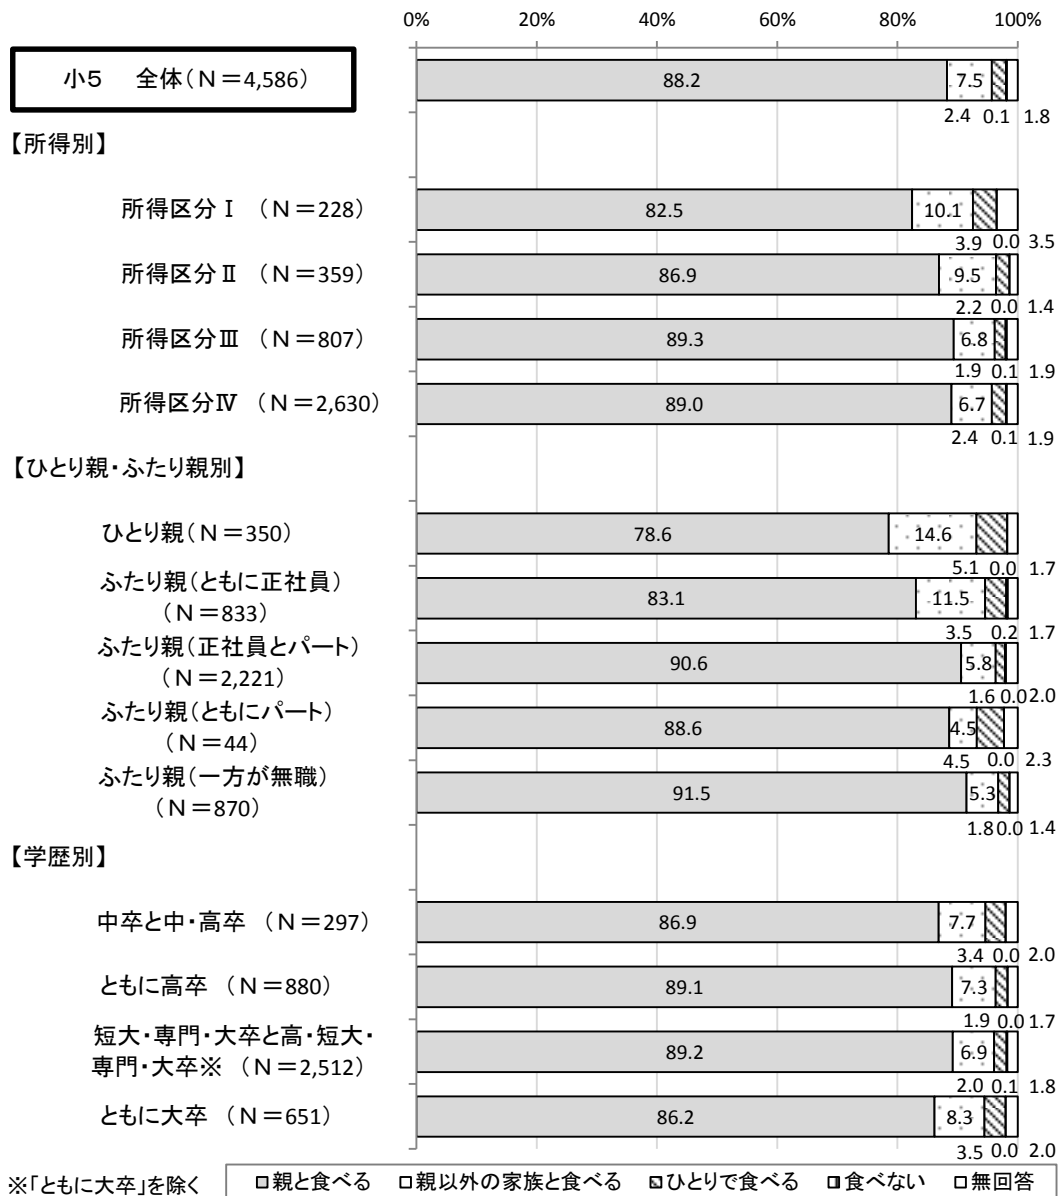 0% 20% 40% 60% 80% 100%
小5 全体(N=4,586) 88.2 7.5
2.4 0.1 1.8
【所得別】
所得区分Ⅰ (N=228) 82.5 10.1
3.9 0.0 3.5
所得区分Ⅱ (N=359) 86.9 9.5
2.2 0.0 1.4
所得区分Ⅲ (N=807) 89.3 6.8
1.9 0.1 1.9
所得区分Ⅳ (N=2,630) 89.0 6.7
2.4 0.1 1.9
【ひとり親・ふたり親別】
ひとり親(N=350) 78.6 14.6
5.1 0.0 1.7
ふたり親(ともに正社員)
(N=833) 83.1 11.5
3.5 0.2 1.7
ふたり親(正社員とパート)
(N=2,221) 90.6 5.8
1.6 0.0 2.0
ふたり親(ともにパート)
(N=44) 88.6 4.5
4.5 0.0 2.3
ふたり親(一方が無職)
(N=870) 91.5 5.3
1.8 0.0 1.4
【学歴別】
中卒と中・高卒 (N=297) 86.9 7.7
3.4 0.0 2.0
ともに高卒 (N=880) 89.1 7.3
1.9 0.0 1.7
短大・専門・大卒と高・短大・
専門・大卒※ (N=2,512) 89.2 6.9
2.0 0.1 1.8
ともに大卒 (N=651) 86.2 8.3
3.5 0.0 2.0
※「ともに大卒」を除く 親と食べる 親以外の家族と食べる ひとりで食べる 食べない 無回答